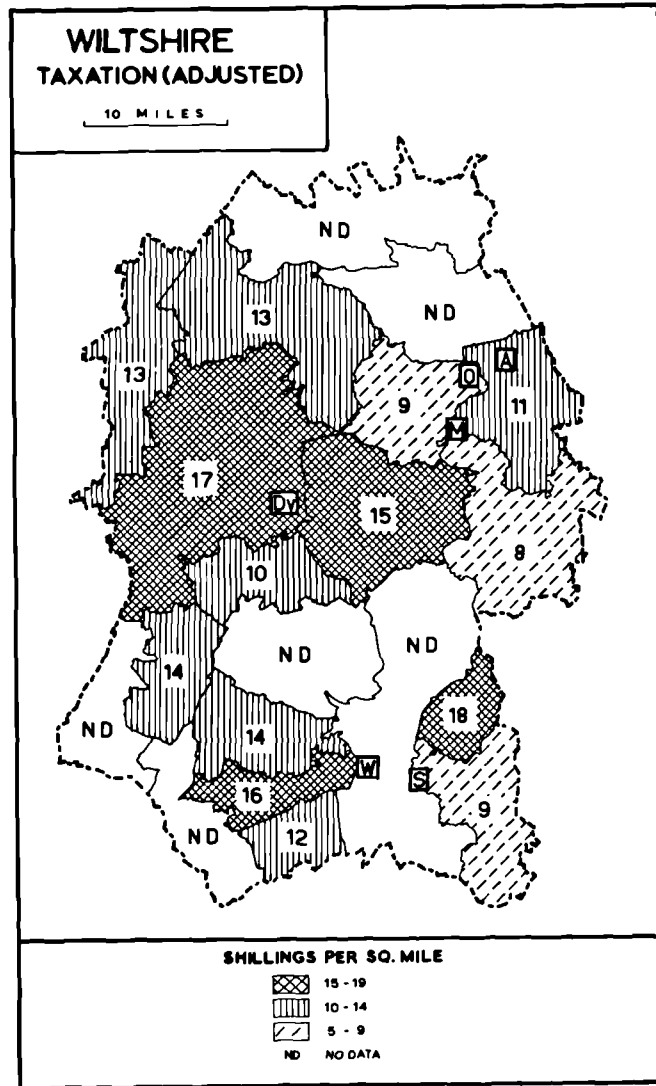 WILTSHIRE
TAXATION (ADJUSTED)
10 MILES
ND
ND
13
13
O
A
9
11
M
17
Dy
15
8
10
ND
ND
14
ND
18
14
W
S
16
9
ND
12
SHILLINGS PER SQ. MILE
15 - 19
10 - 14
5 - 9
ND NO DATA